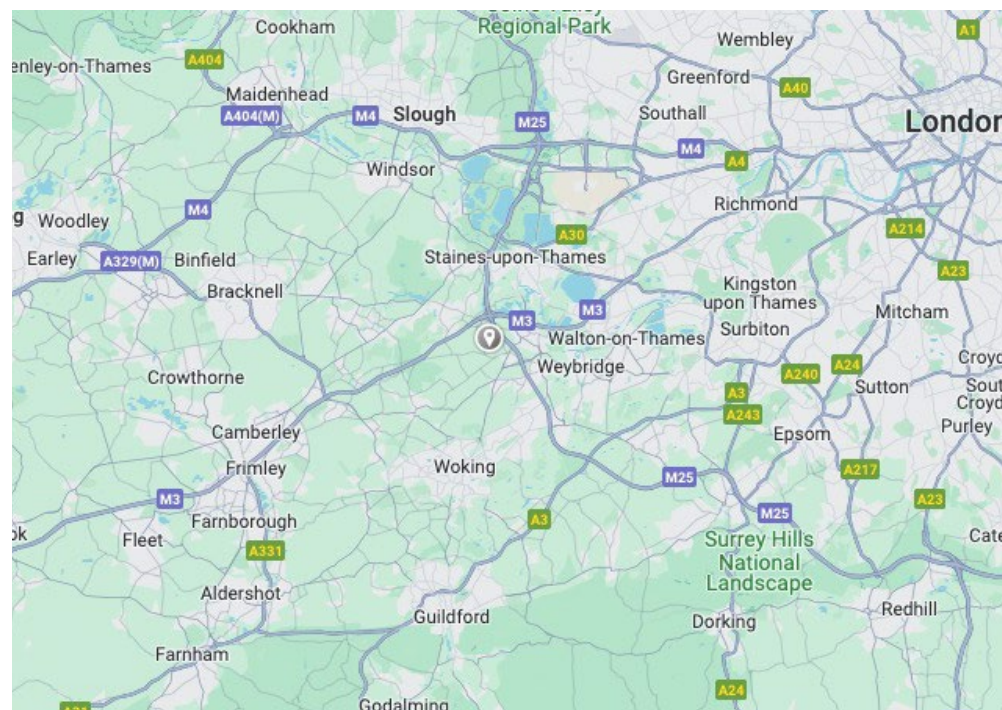 Colne Valley
Regional Park
Cookham
A1
Wembley
enley-on-Thames
A404
Greenford
A40
Maidenhead
A404(M)
M4
Slough
M25
Southall
London
M4
A4
Windsor
M4
Richmond
g
Woodley
A30
A214
Earley
A329(M)
Binfield
Staines-upon-Thames
A23
Bracknell
Kingston
upon Thames
M3
M3
Mitcham
Surbiton
Walton-on-Thames
Weybridge
Croyd
A24
A240
Crowthorne
Sutton
South
Croyd
A3
A243
Camberley
Epsom
Purley
Frimley
Woking
A217
M25
M3
A23
Farnborough
A3
M25
ok
Fleet
Surrey Hills
National
Landscape
Cate
A331
Aldershot
Guildford
Redhill
Dorking
Farnham
A24
Godalming